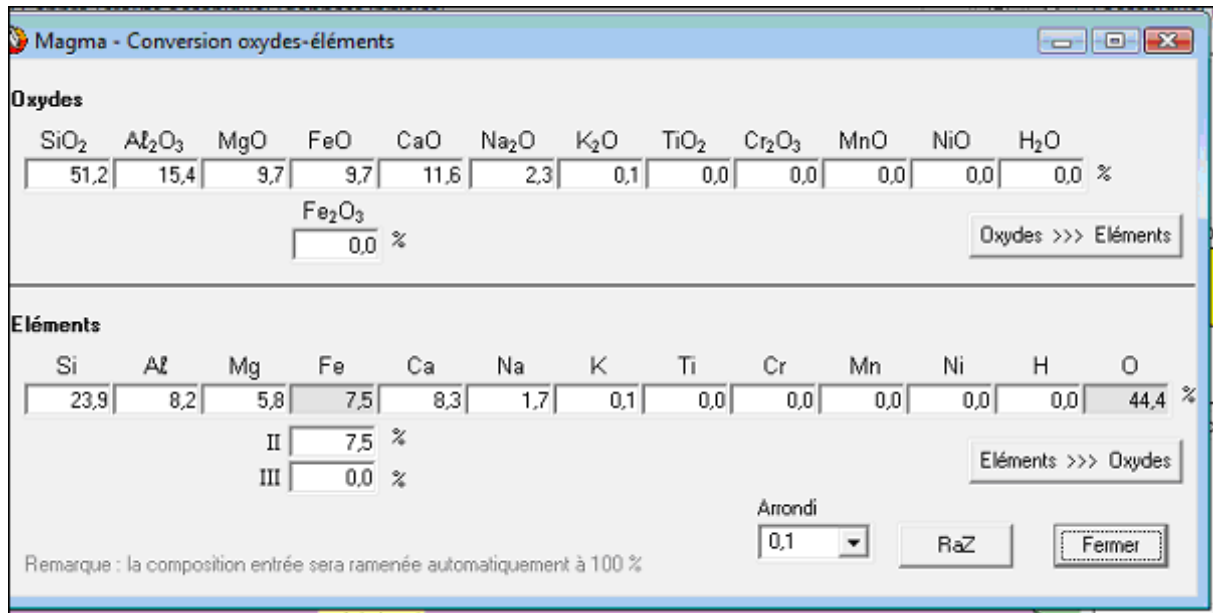 Magma - Conversion oxydes-éléments
Oxydes
SiO₂ Aℓ₂O₃ MgO FeO CaO Na₂O K₂O TiO₂ Cr₂O₃ MnO NiO H₂O
51,2 15,4 9,7 9,7 11,6 2,3 0,1 0,0 0,0 0,0 0,0 0,0 %
Fe₂O₃
0,0 %
Oxydes >>> Eléments
Eléments
Si Aℓ Mg Fe Ca Na K Ti Cr Mn Ni H O
23,9 8,2 5,8 7,5 8,3 1,7 0,1 0,0 0,0 0,0 0,0 0,0 44,4 %
II 7,5 %
III 0,0 %
Eléments >>> Oxydes
Arrondi
0,1 RaZ Fermer
Remarque : la composition entrée sera ramenée automatiquement à 100 %